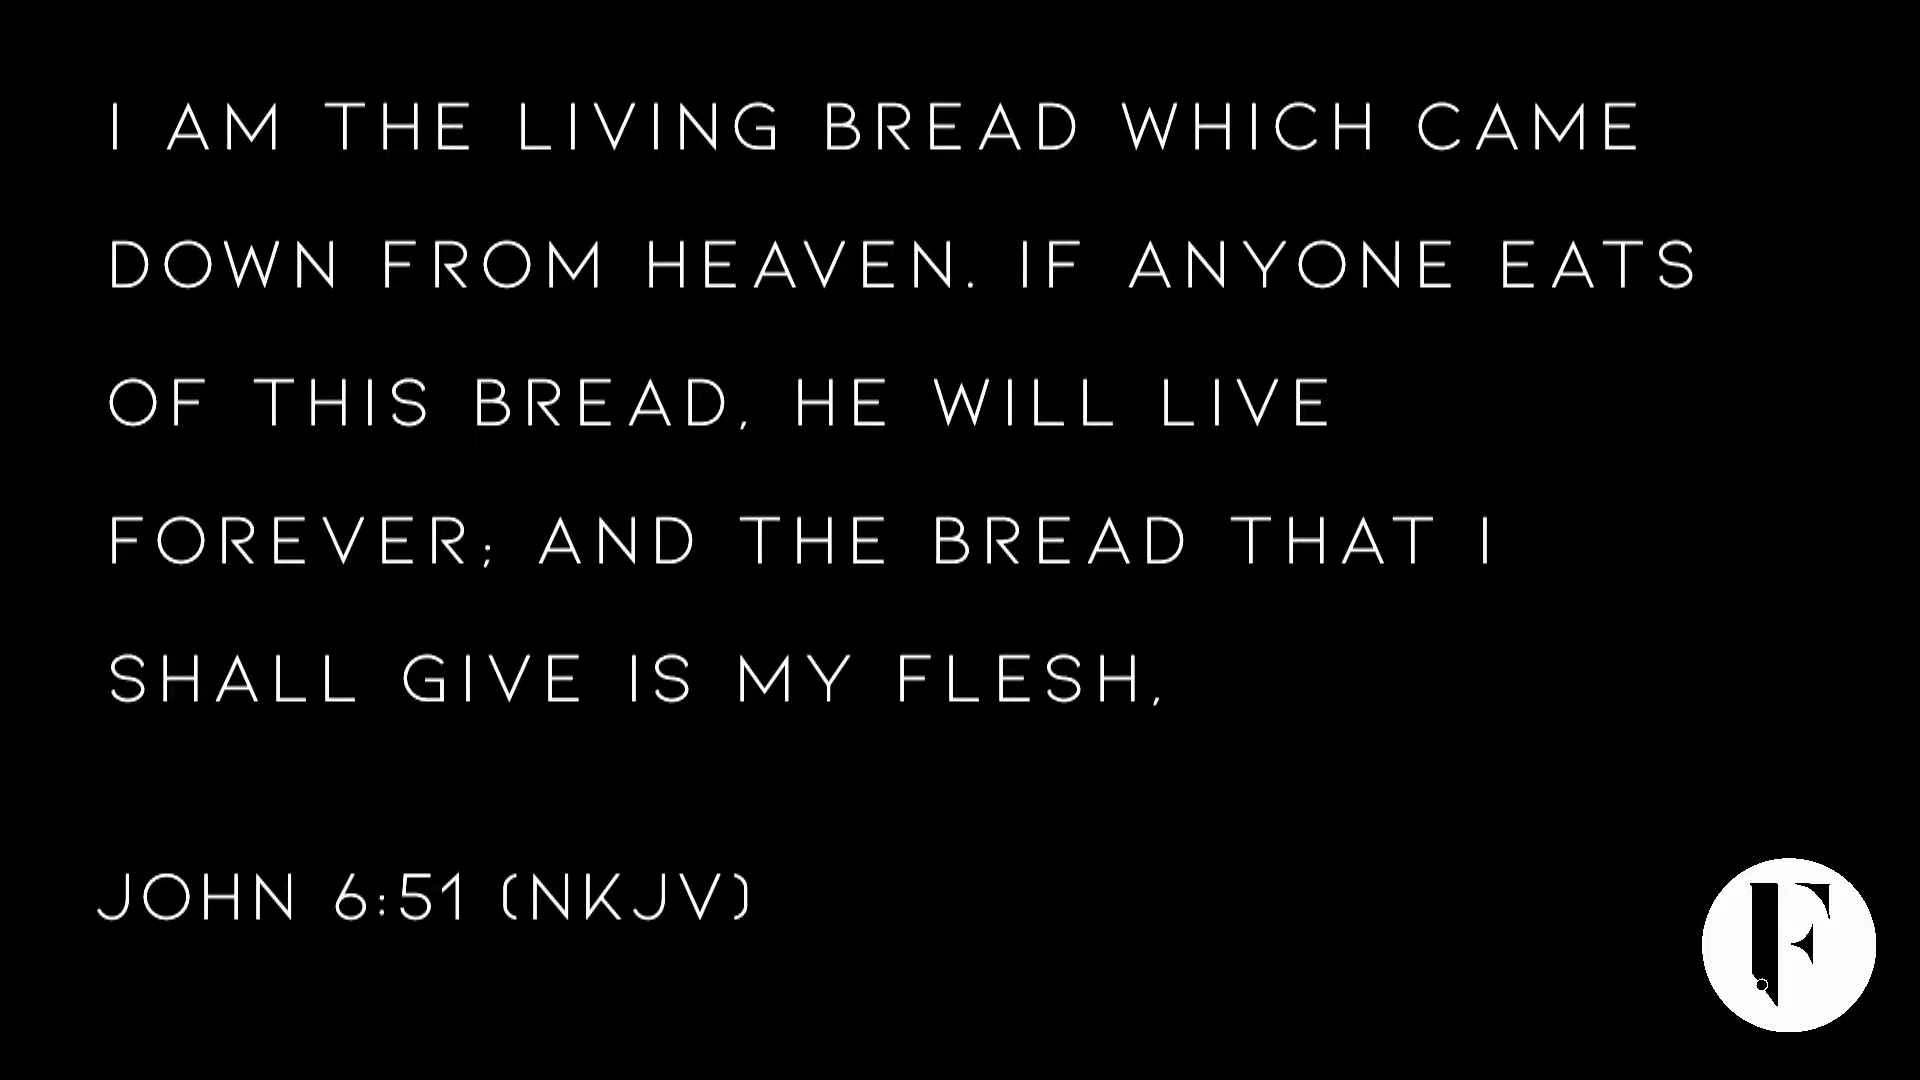 I AM THE LIVING BREAD WHICH CAME
DOWN FROM HEAVEN. IF ANYONE EATS
OF THIS BREAD, HE WILL LIVE
FOREVER; AND THE BREAD THAT I
SHALL GIVE IS MY FLESH,
JOHN 6:51 (NKJV)
F